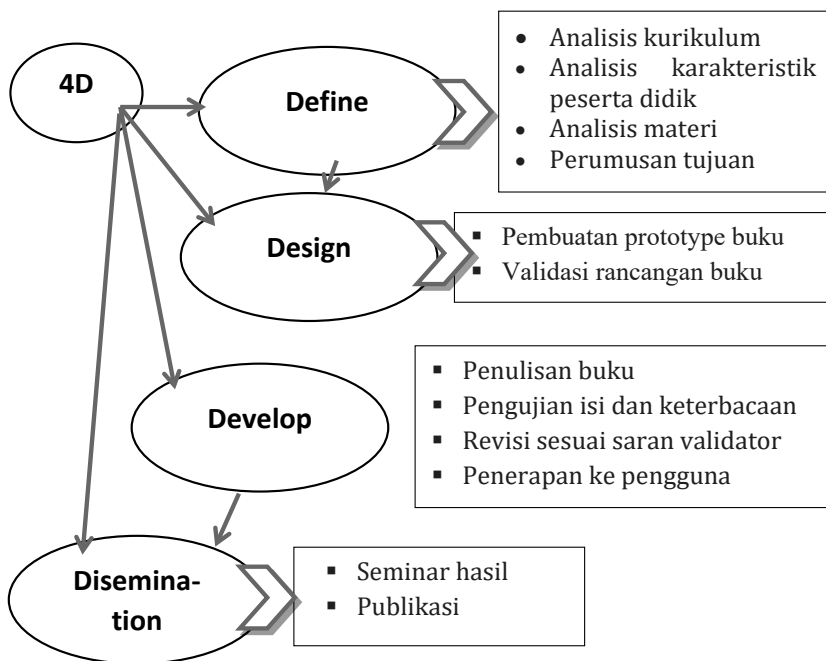 4D
Define
• Analisis kurikulum
• Analisis karakteristik
peserta didik
• Analisis materi
• Perumusan tujuan
Design
▪ Pembuatan prototype buku
▪ Validasi rancangan buku
Develop
▪ Penulisan buku
▪ Pengujian isi dan keterbacaan
▪ Revisi sesuai saran validator
▪ Penerapan ke pengguna
Disemina-
tion
▪ Seminar hasil
▪ Publikasi